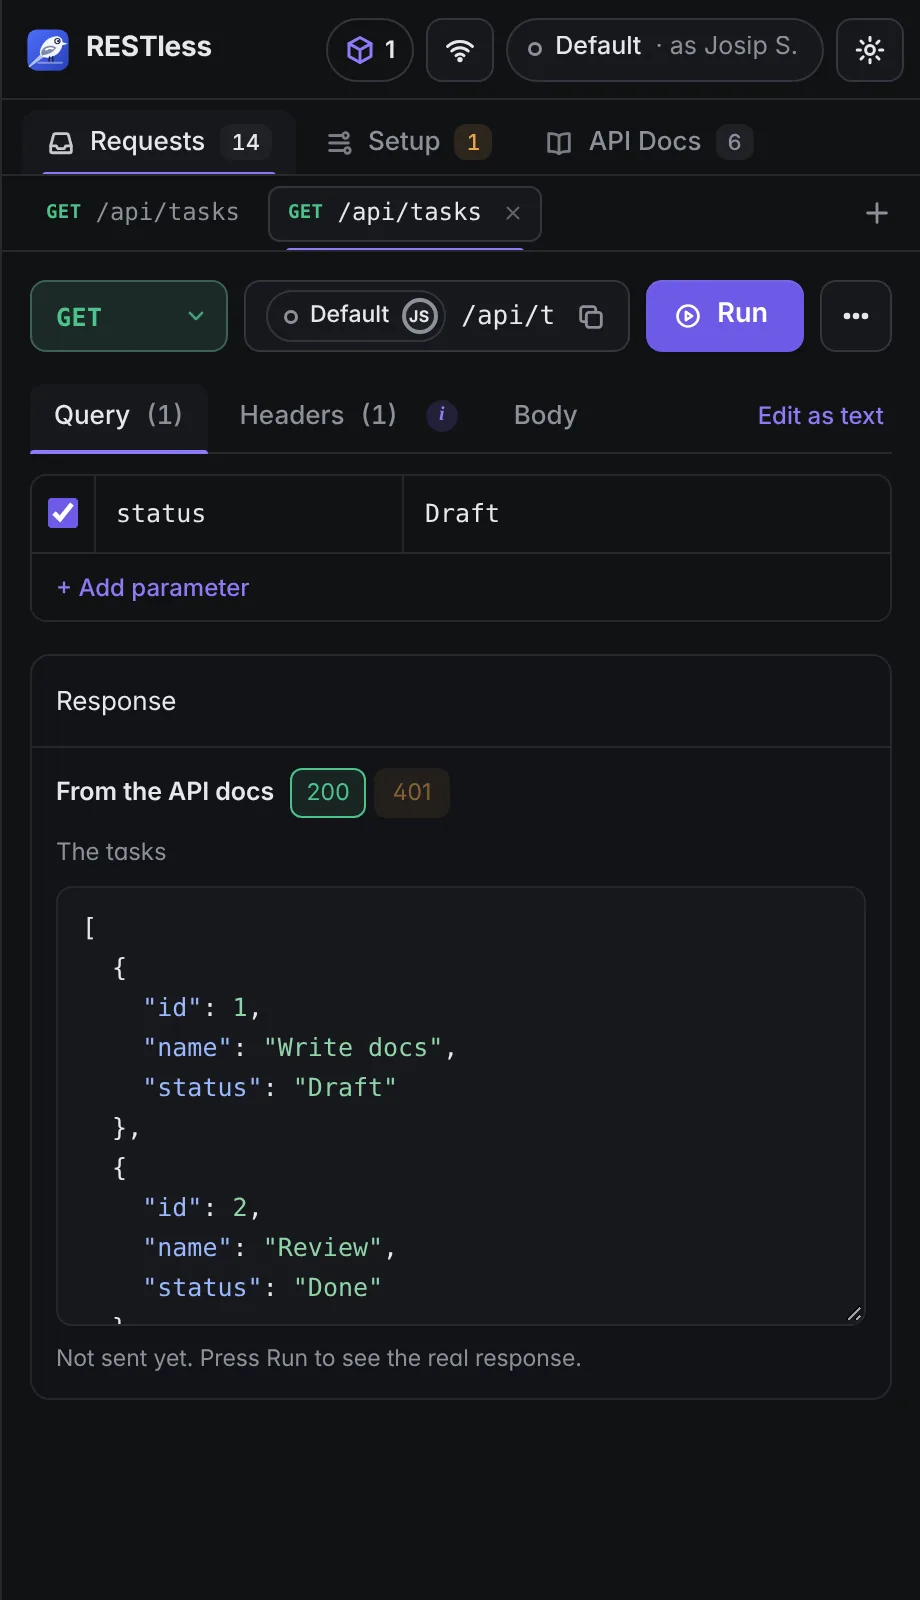 RESTless
1
Default · as Josip S.
Requests 14
Setup 1
API Docs 6
GET /api/tasks
GET /api/tasks ×
+
GET
Default JS /api/t
Run
Query (1)
Headers (1) i
Body
Edit as text
status
Draft
+ Add parameter
Response
From the API docs 200 401
The tasks
[
{
"id": 1,
"name": "Write docs",
"status": "Draft"
},
{
"id": 2,
"name": "Review",
"status": "Done"
}
Not sent yet. Press Run to see the real response.